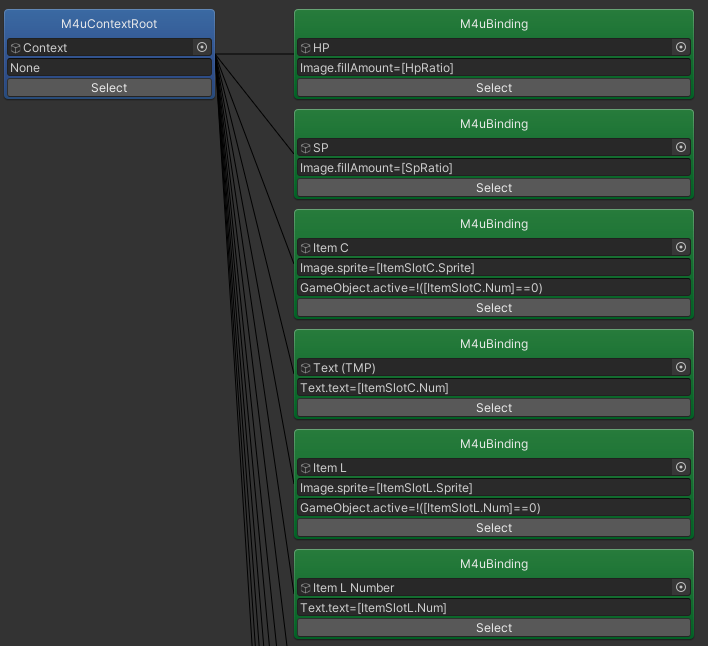 M4uContextRoot
Context
None
Select
M4uBinding
HP
Image.fillAmount=[HpRatio]
Select
M4uBinding
SP
Image.fillAmount=[SpRatio]
Select
M4uBinding
Item C
Image.sprite=[ItemSlotC.Sprite]
GameObject.active=!([ItemSlotC.Num]==0)
Select
M4uBinding
Text (TMP)
Text.text=[ItemSlotC.Num]
Select
M4uBinding
Item L
Image.sprite=[ItemSlotL.Sprite]
GameObject.active=!([ItemSlotL.Num]==0)
Select
M4uBinding
Item L Number
Text.text=[ItemSlotL.Num]
Select